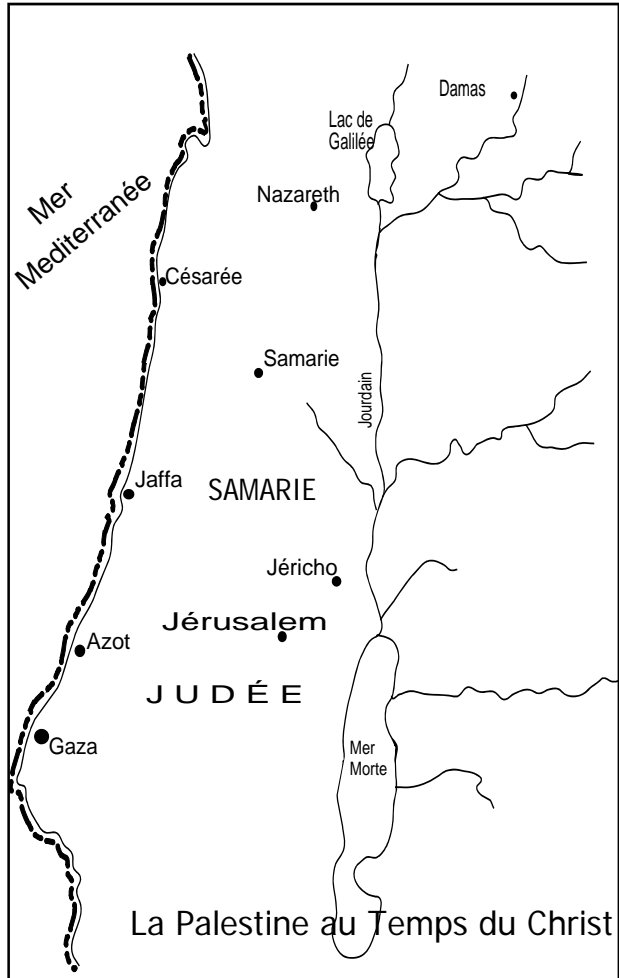 Damas
Lac de
Galilée
Mer
Mediterranée
Nazareth
Césarée
Samarie
Jourdain
Jaffa
SAMARIE
Jéricho
Jérusalem
Azot
JUDÉE
Gaza
Mer
Morte
La Palestine au Temps du Christ